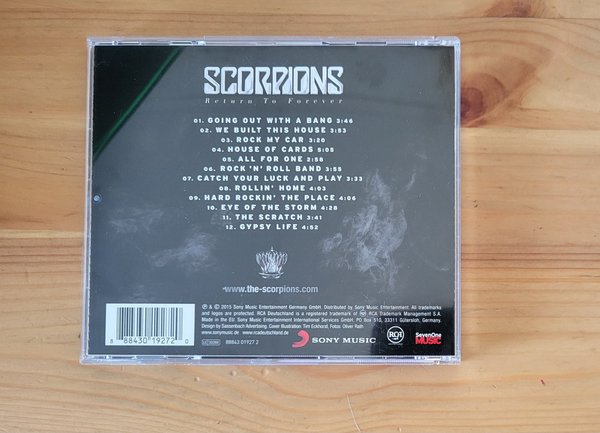 SCORPIONS
Return To Forever
01. GOING OUT WITH A BANG 3:46
02. WE BUILT THIS HOUSE 3:53
03. ROCK MY CAR 3:20
04. HOUSE OF CARDS 5:05
05. ALL FOR ONE 2:58
06. ROCK 'N' ROLL BAND 3:55
07. CATCH YOUR LUCK AND PLAY 3:33
08. ROLLIN' HOME 4:03
09. HARD ROCKIN' THE PLACE 4:06
10. EYE OF THE STORM 4:28
11. THE SCRATCH 3:41
12. GYPSY LIFE 4:52
www.the-scorpions.com
℗ & © 2015 Sony Music Entertainment Germany GmbH. Distributed by Sony Music Entertainment. All trademarks
and logos are protected. RCA Deutschland is a registered trademark of RCA Trademark Management S.A.
Made in the EU. Sony Music Entertainment International Services GmbH, PO Box 510, 33311 Gütersloh, Germany.
Design by Sassenbach Advertising. Cover Illustration: Tim Eckhorst, Fotos: Oliver Rath
www.sonymusic.de / www.rcadeutschland.de
8 88430 19272 0
88843 01927 2
SONY MUSIC
RCA
SevenOne
MUSIC